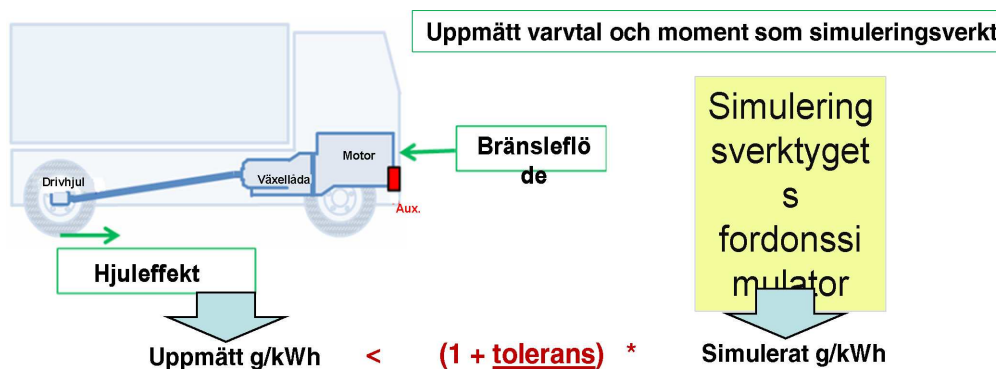 Uppmätt varvtal och moment som simuleringsverkt
Simulering
sverktyget
s
fordonssi
mulator
Bränsleflö
de
Motor
Växellåda
Drivhjul
Aux.
Hjuleffekt
Uppmätt g/kWh < (1 + tolerans) * Simulerat g/kWh